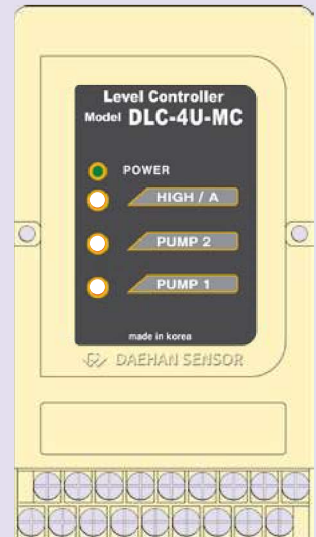 Level Controller
Model DLC-4U-MC
POWER
HIGH / A
PUMP 2
PUMP 1
made in korea
DAEHAN SENSOR